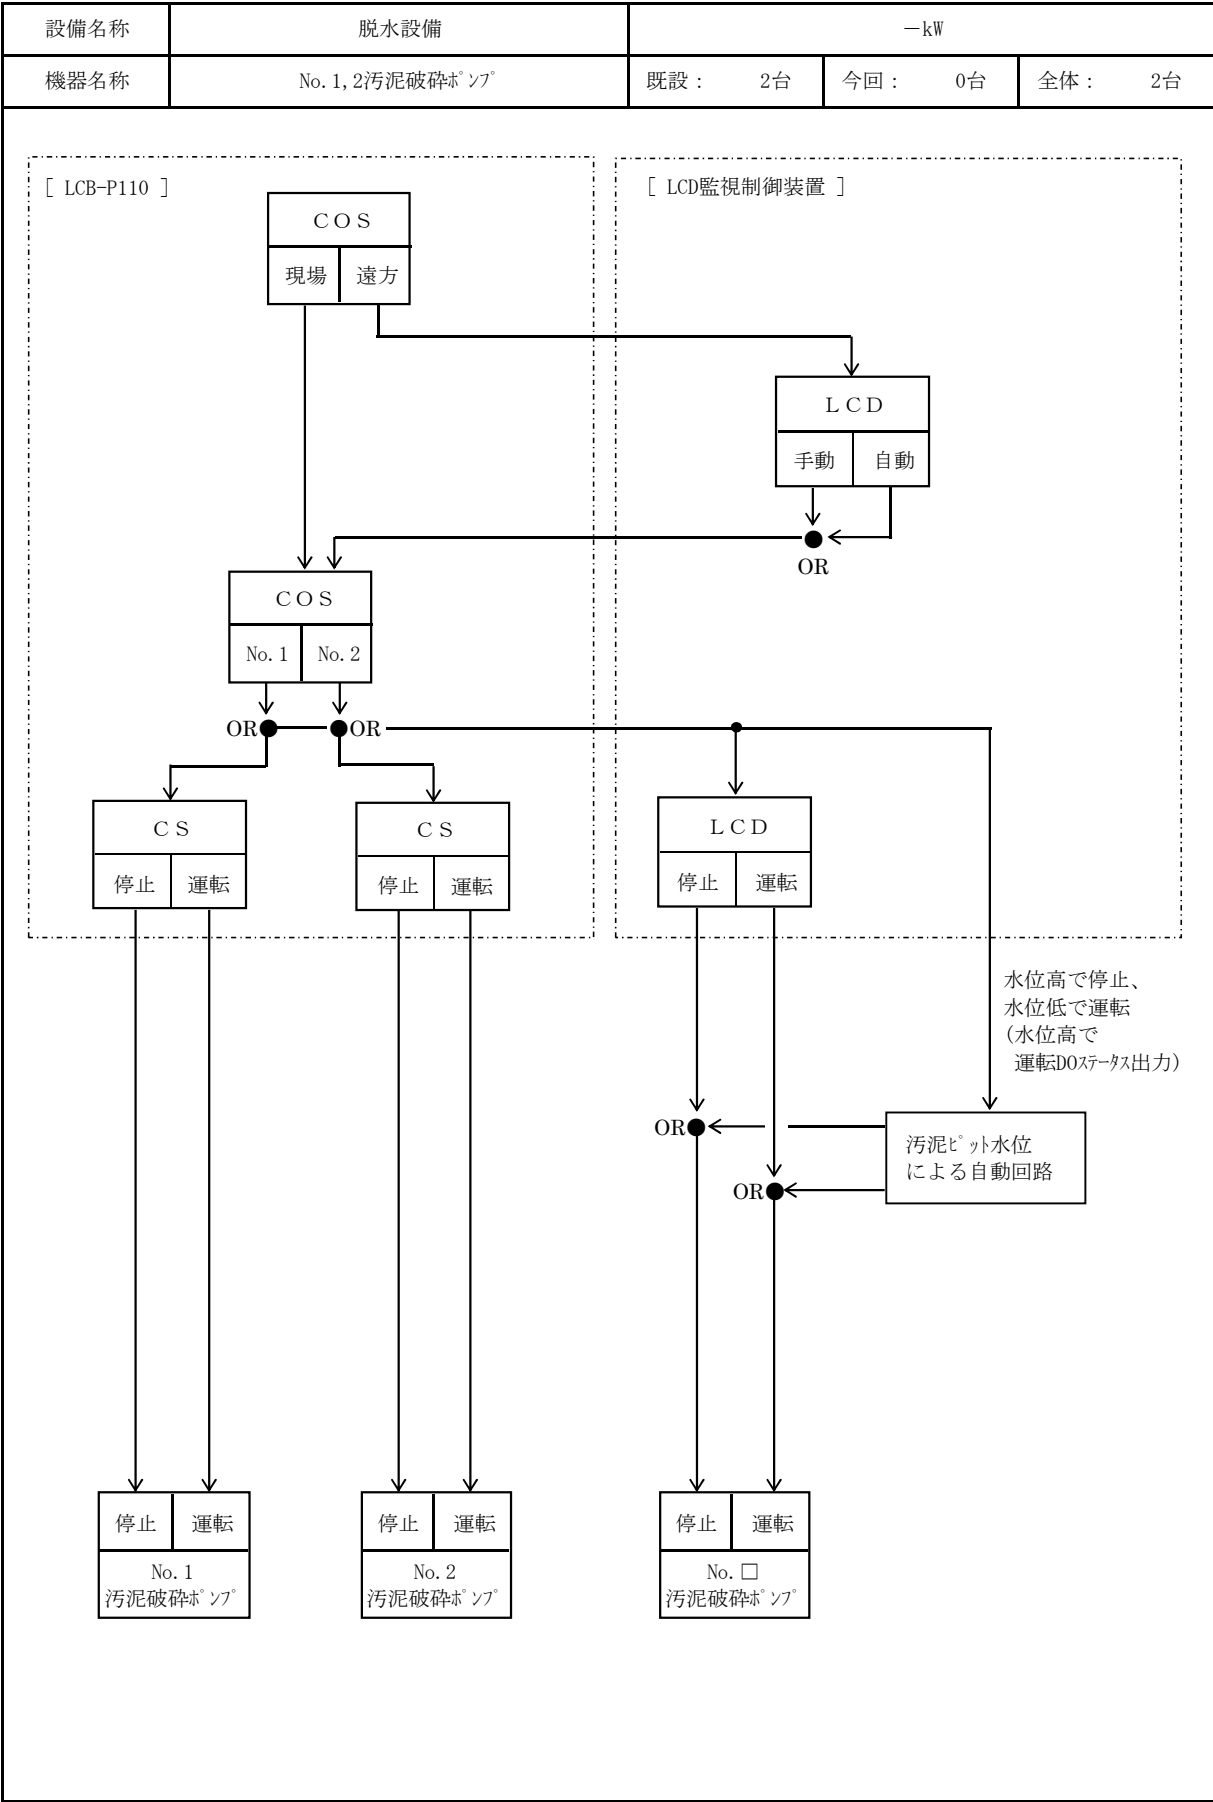 設備名称 脱水設備 －kW
機器名称 No.1,2汚泥破砕ﾎﾟﾝﾌﾟ 既設： 2台 今回： 0台 全体： 2台
[ LCB-P110 ]
[ LCD監視制御装置 ]
ＣＯＳ
現場 遠方
ＬＣＤ
手動 自動
OR
ＣＯＳ
No.1 No.2
OR OR
ＣＳ
停止 運転
ＣＳ
停止 運転
ＬＣＤ
停止 運転
水位高で停止、
水位低で運転
(水位高で
運転DOｽﾃｰﾀｽ出力)
OR
汚泥ﾋﾟｯﾄ水位
による自動回路
OR
停止 運転
No.1
汚泥破砕ﾎﾟﾝﾌﾟ
停止 運転
No.2
汚泥破砕ﾎﾟﾝﾌﾟ
停止 運転
No.□
汚泥破砕ﾎﾟﾝﾌﾟ